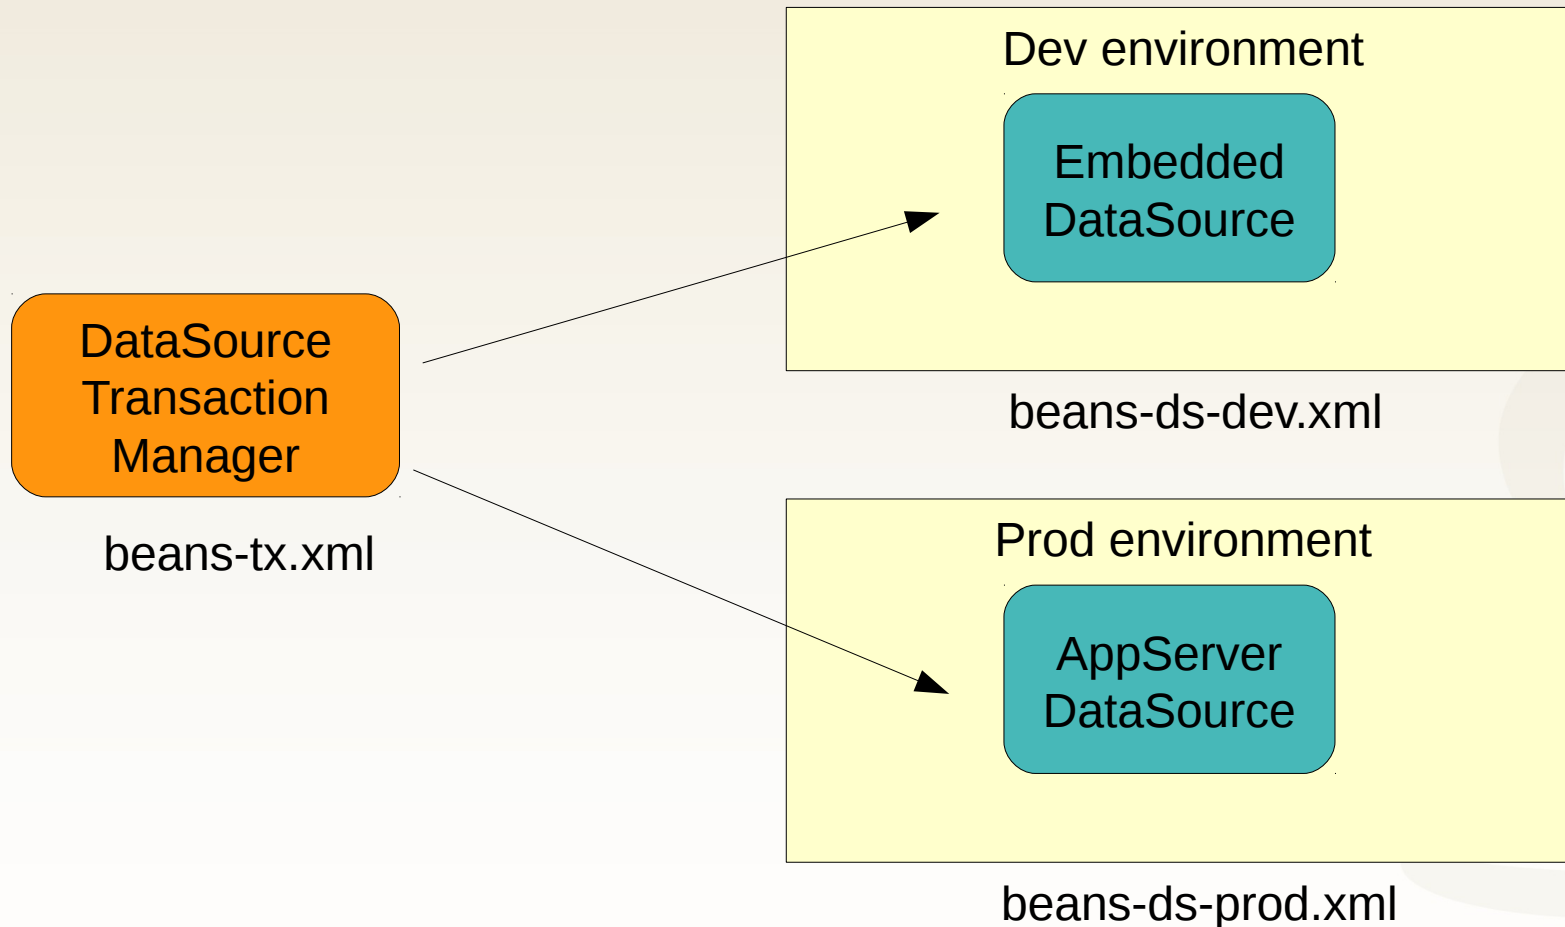 Dev environment
Embedded
DataSource
beans-ds-dev.xml
DataSource
Transaction
Manager
beans-tx.xml
Prod environment
AppServer
DataSource
beans-ds-prod.xml